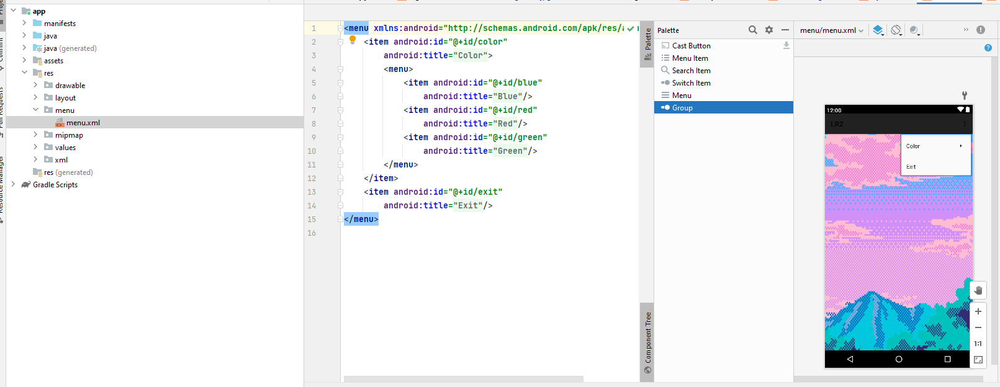 app
manifests
java
java (generated)
assets
res
drawable
layout
menu
menu.xml
mipmap
values
xml
res (generated)
Gradle Scripts
1 <menu xmlns:android="http://schemas.android.com/apk/res/a
2 <item android:id="@+id/color"
3 android:title="Color">
4 <menu>
5 <item android:id="@+id/blue"
6 android:title="Blue"/>
7 <item android:id="@+id/red"
8 android:title="Red"/>
9 <item android:id="@+id/green"
10 android:title="Green"/>
11 </menu>
12 </item>
13 <item android:id="@+id/exit"
14 android:title="Exit"/>
15 </menu>
16
Palette
Component Tree
Palette
Cast Button
Menu Item
Search Item
Switch Item
Menu
Group
menu/menu.xml
12:00
LR2
Color
Exit
1:1
Resource Manager